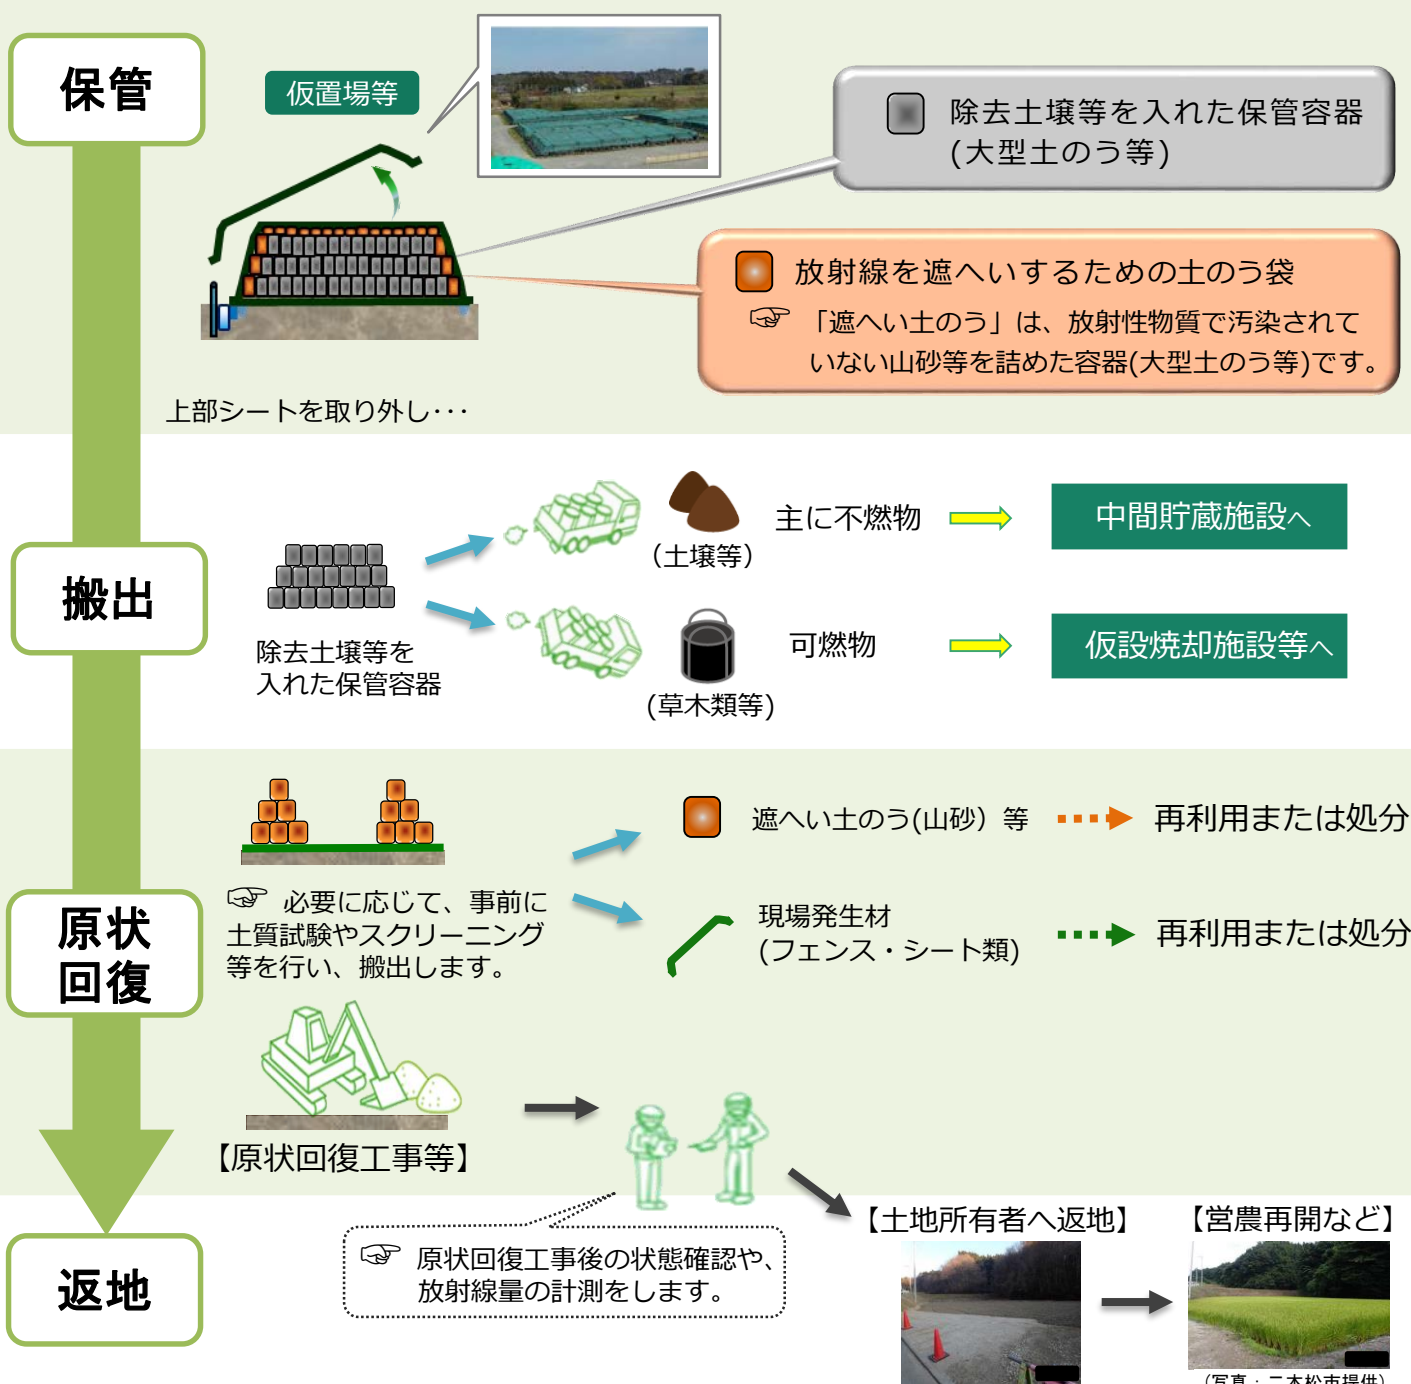 保管
仮置場等
除去土壌等を入れた保管容器
(大型土のう等)
放射線を遮へいするための土のう袋
☞ 「遮へい土のう」は、放射性物質で汚染されて
いない山砂等を詰めた容器(大型土のう等)です。
上部シートを取り外し･･･
搬出
除去土壌等を
入れた保管容器
(土壌等)
主に不燃物
中間貯蔵施設へ
(草木類等)
可燃物
仮設焼却施設等へ
原状
回復
☞ 必要に応じて、事前に
土質試験やスクリーニング
等を行い、搬出します。
遮へい土のう(山砂）等
再利用または処分
現場発生材
(フェンス・シート類)
再利用または処分
【原状回復工事等】
☞ 原状回復工事後の状態確認や、
放射線量の計測をします。
返地
【土地所有者へ返地】
【営農再開など】
(写真：二本松市提供)